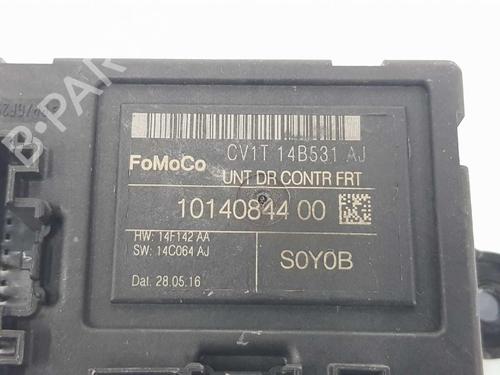 CV1T 14B531 AJ
FoMoCo
UNT DR CONTR FRT
10140844 00
HW: 14F142 AA
SW: 14C064 AJ
S0Y0B
Dat. 28.05.16
B-PARTS